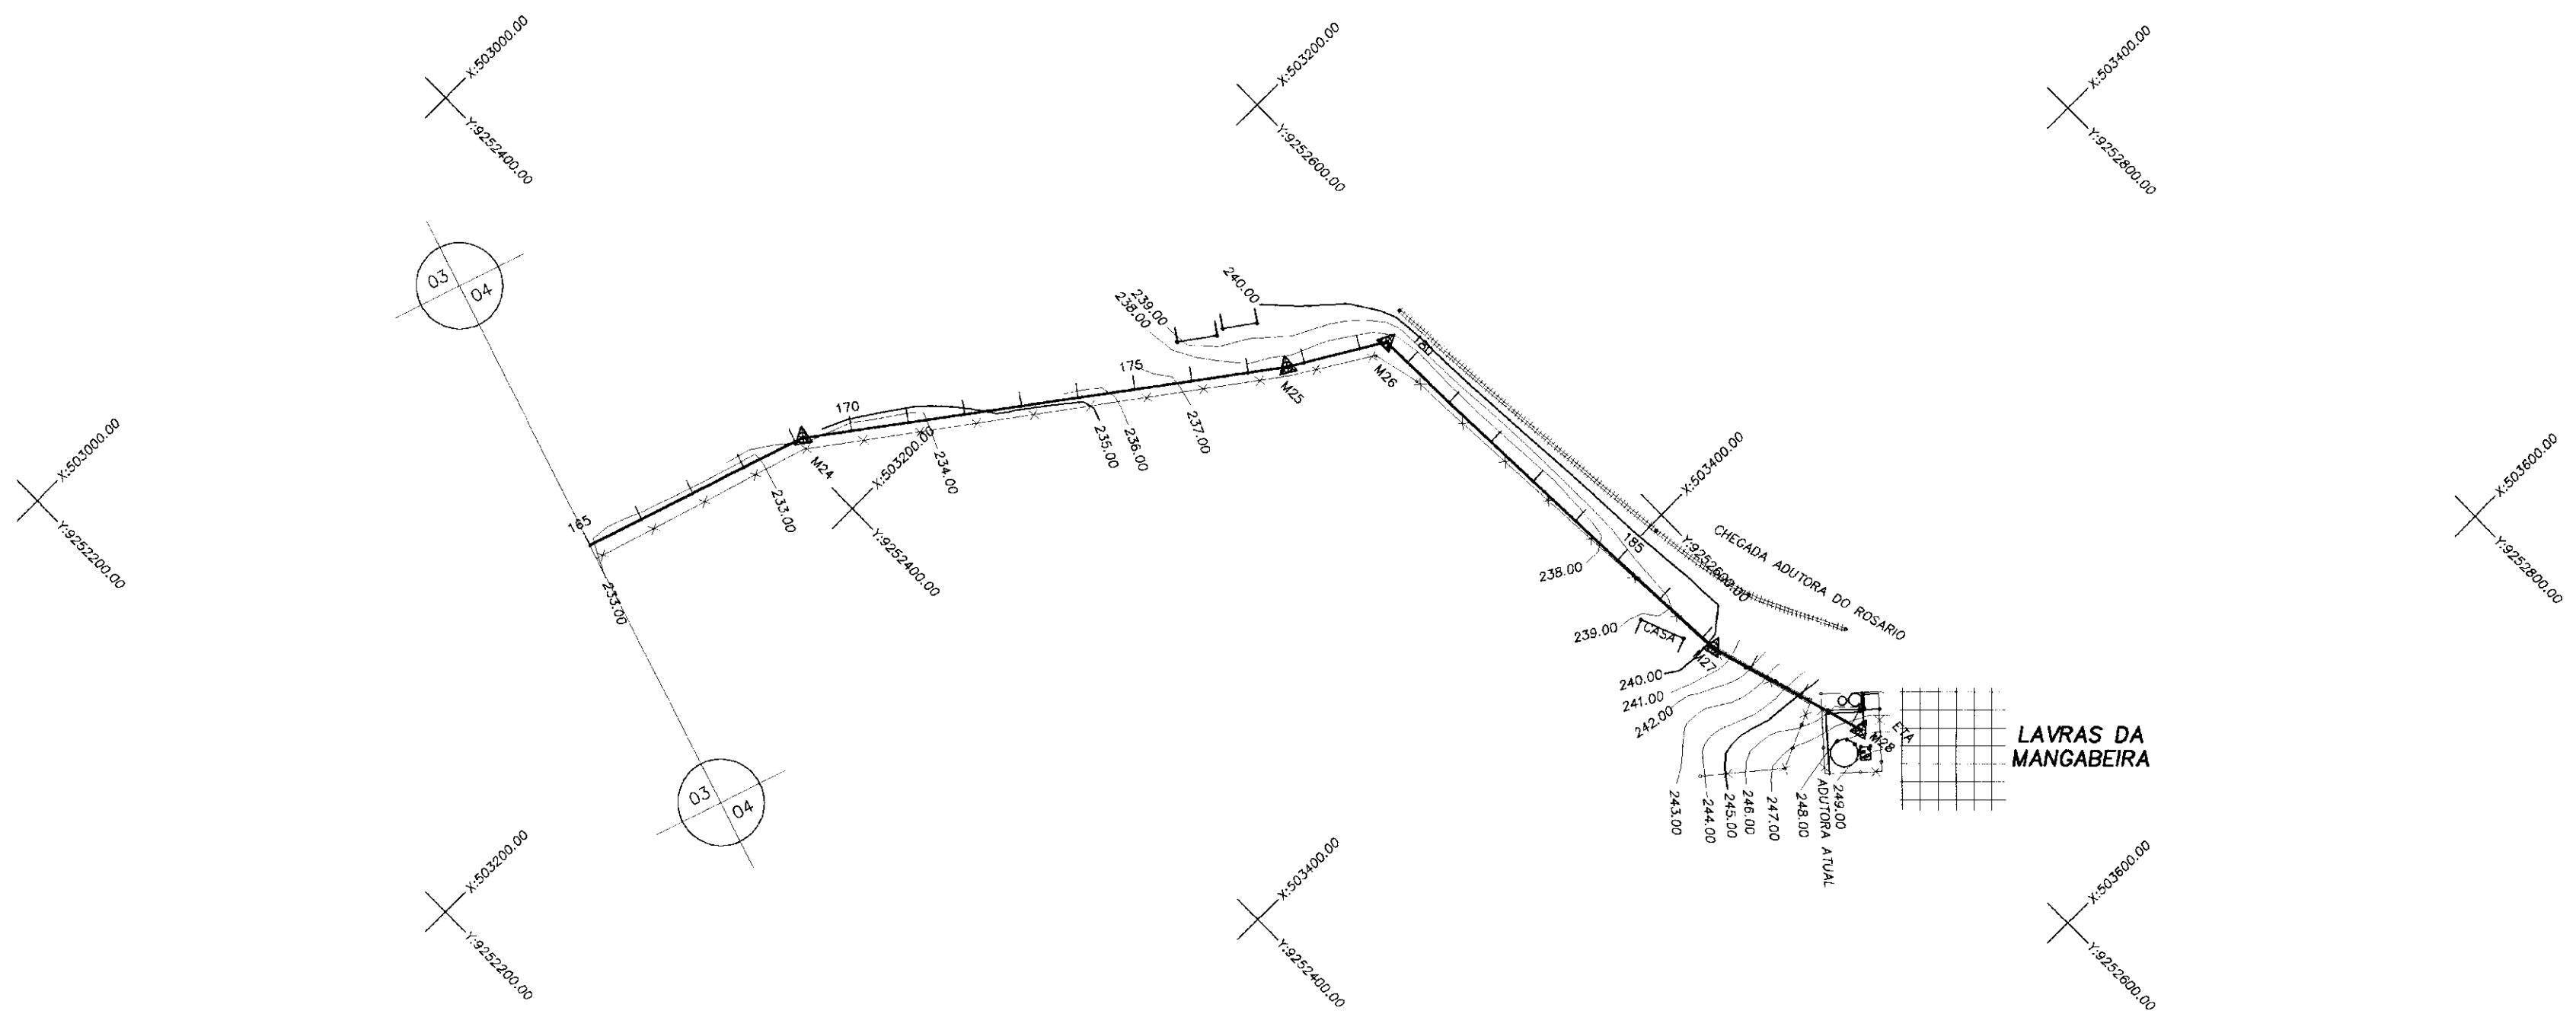 X:503000.00
Y:9252400.00
X:503200.00
Y:9252600.00
X:503400.00
Y:9252800.00
03
04
240.00
239.00
238.00
180
M26
175
M25
170
237.00
236.00
235.00
234.00
X:503200.00
Y:9252400.00
M24
233.00
165
233.00
X:503000.00
Y:9252200.00
X:503400.00
Y:9252600.00
X:503600.00
Y:9252800.00
CHEGADA ADUTORA DO ROSARIO
185
238.00
239.00
CASA
M27
240.00
241.00
242.00
243.00
244.00
245.00
246.00
247.00
248.00
249.00
ADUTORA ATUAL
ETA
M28
LAVRAS DA
MANGABEIRA
03
04
X:503200.00
Y:9252200.00
X:503400.00
Y:9252400.00
X:503600.00
Y:9252600.00